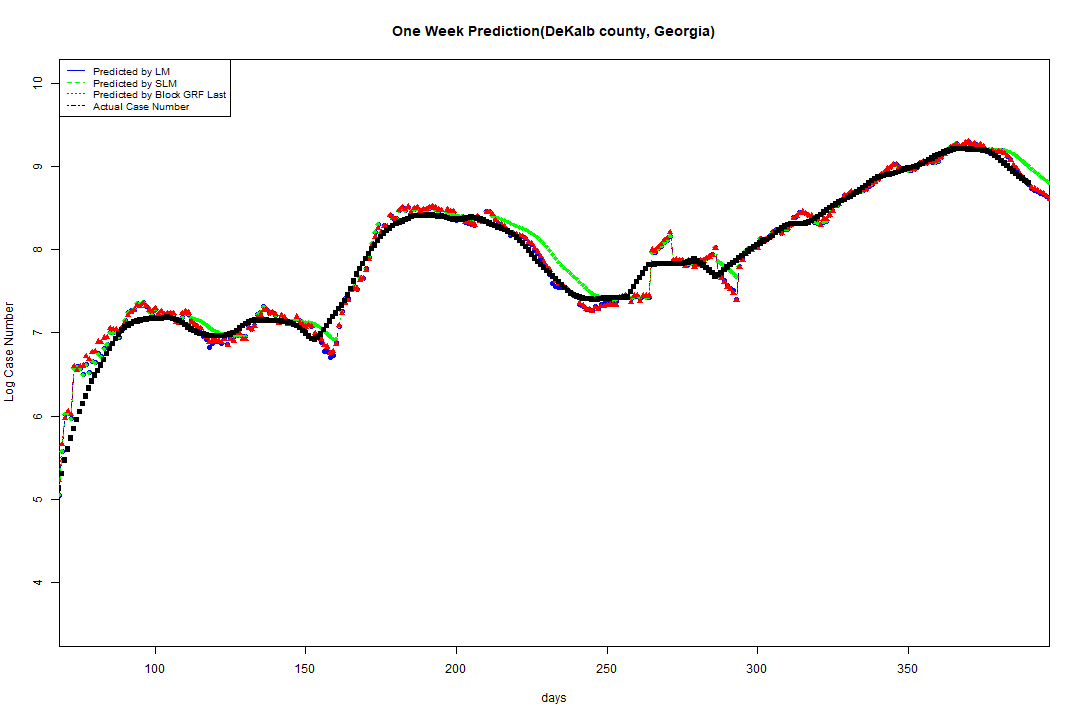 One Week Prediction(DeKalb county, Georgia)
Predicted by LM
Predicted by SLM
Predicted by Block GRF Last
Actual Case Number
10
9
8
7
6
5
4
Log Case Number
100 150 200 250 300 350
days